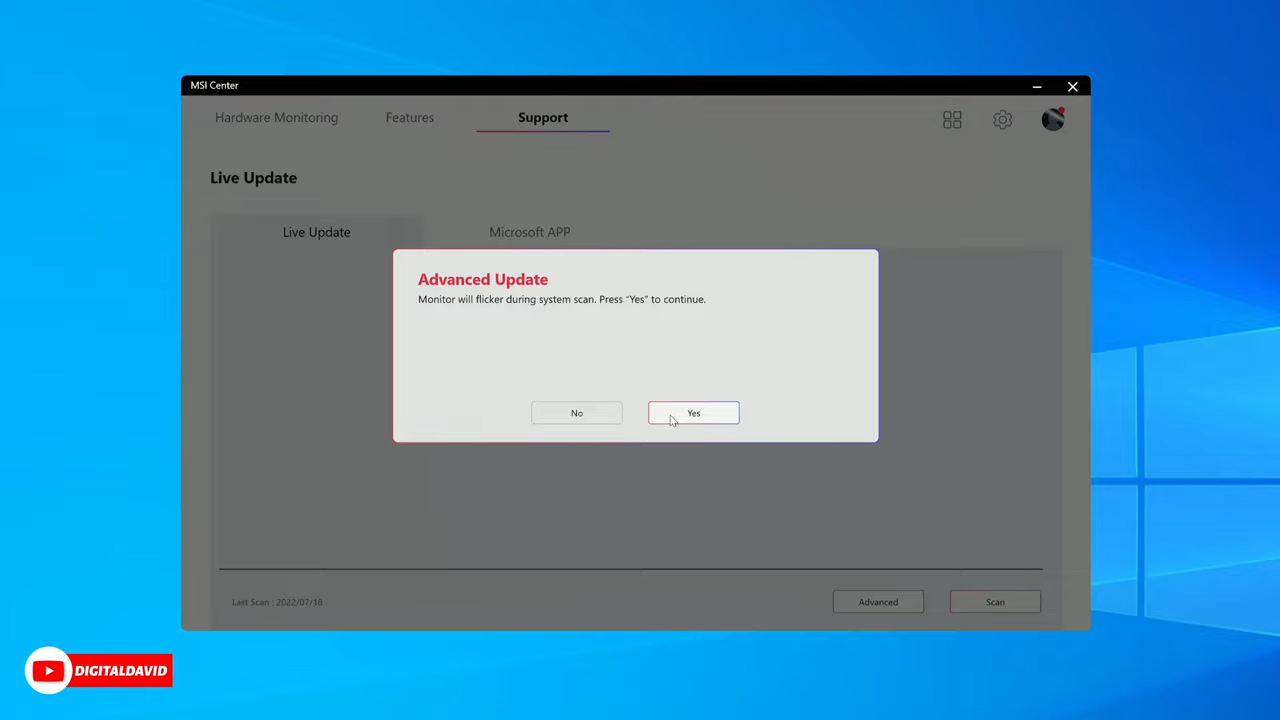 MSI Center
Hardware Monitoring
Features
Support
Live Update
Live Update
Microsoft APP
Advanced Update
Monitor will flicker during system scan. Press “Yes” to continue.
No
Yes
Last Scan : 2022/07/18
Advanced
Scan
DIGITALDAVID